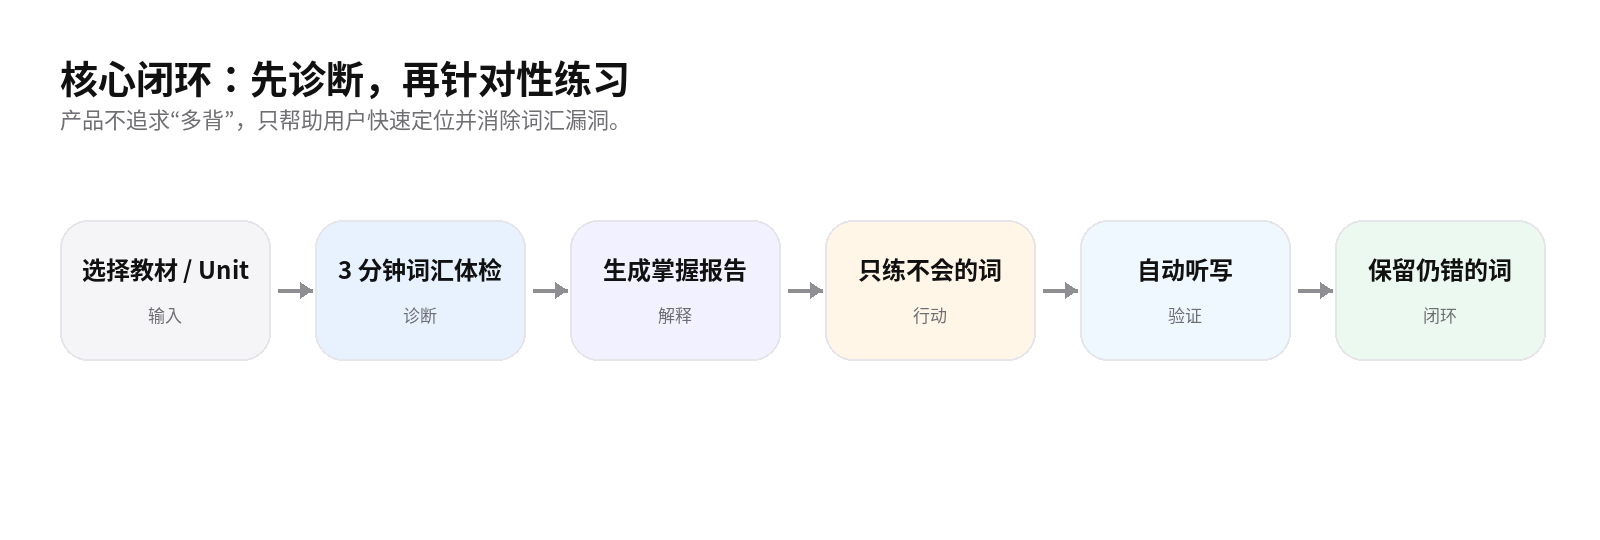 核心闭环：先诊断，再针对性练习
产品不追求“多背”，只帮助用户快速定位并消除词汇漏洞。
选择教材 / Unit
输入
3 分钟词汇体检
诊断
生成掌握报告
解释
只练不会的词
行动
自动听写
验证
保留仍错的词
闭环